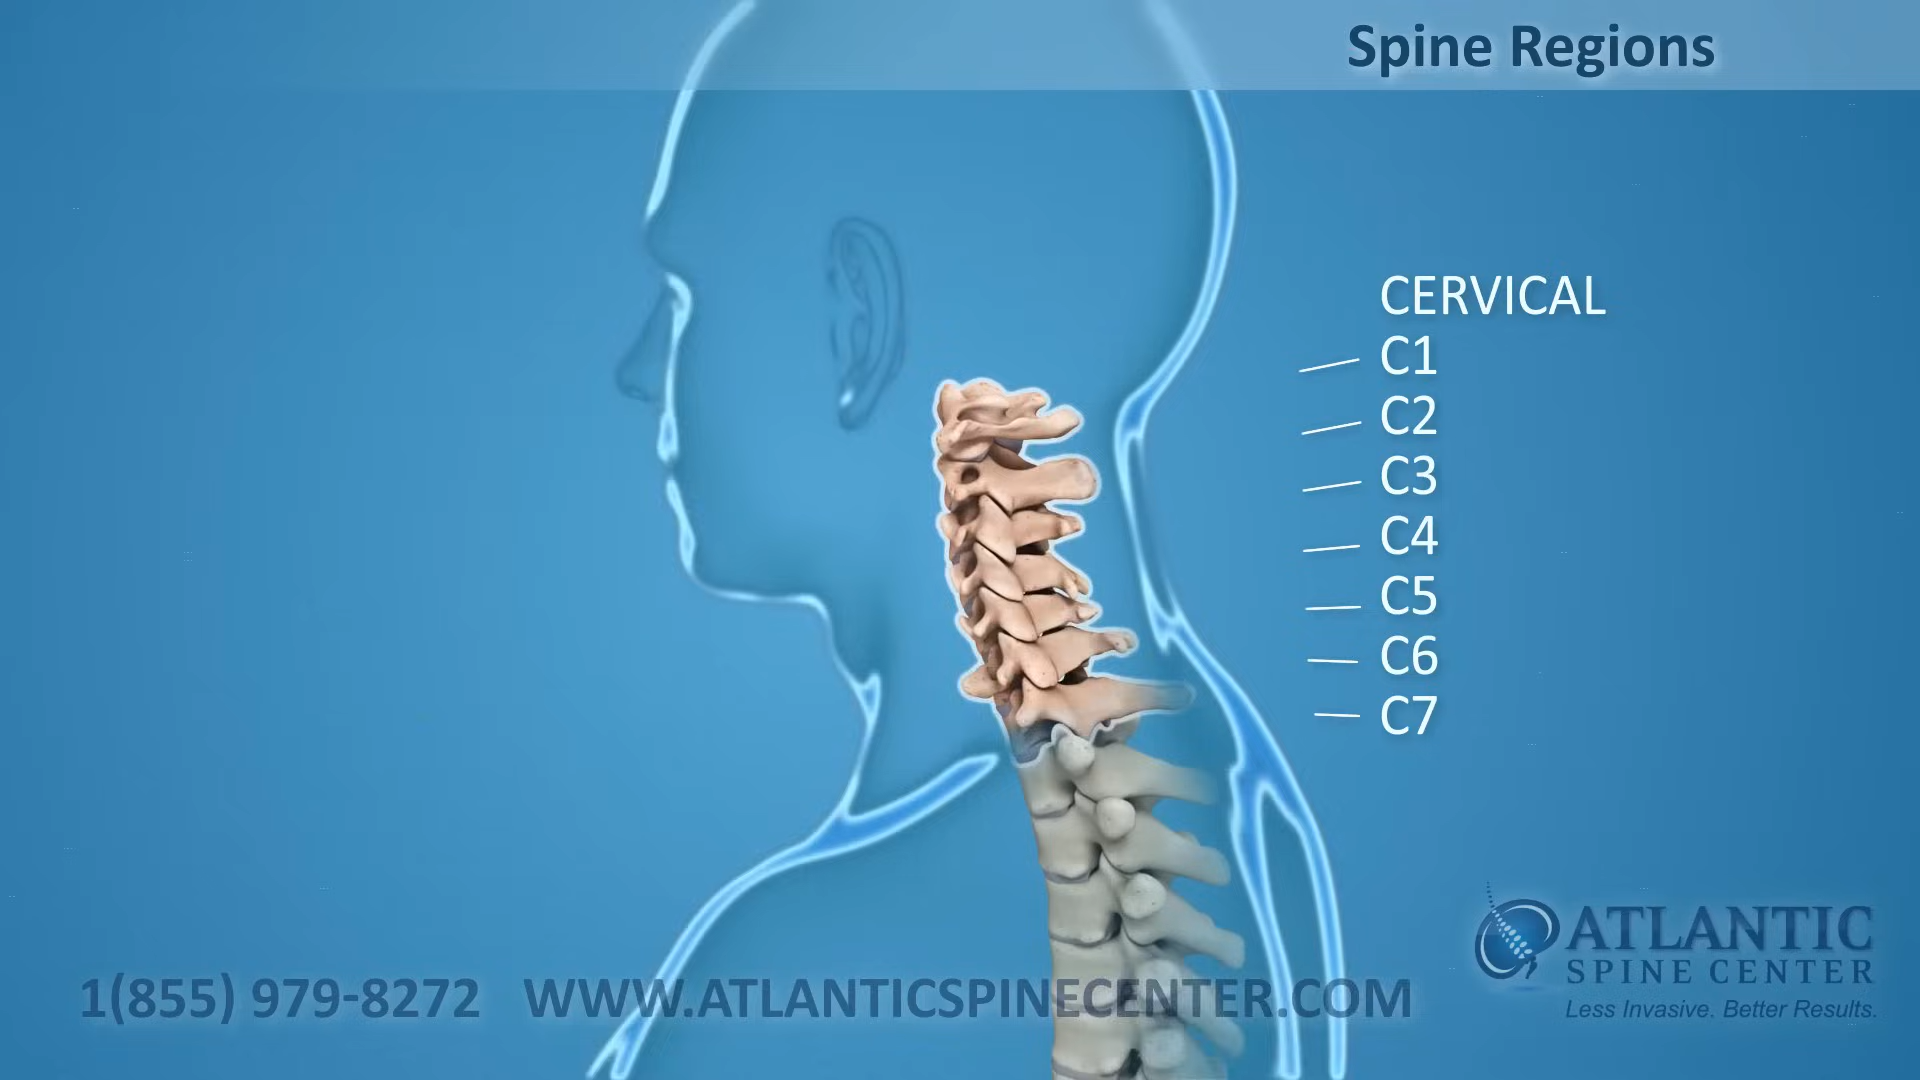 Spine Regions
CERVICAL
C1
C2
C3
C4
C5
C6
C7
ATLANTIC
SPINE CENTER
Less Invasive. Better Results.
1(855) 979-8272 WWW.ATLANTICSPINECENTER.COM